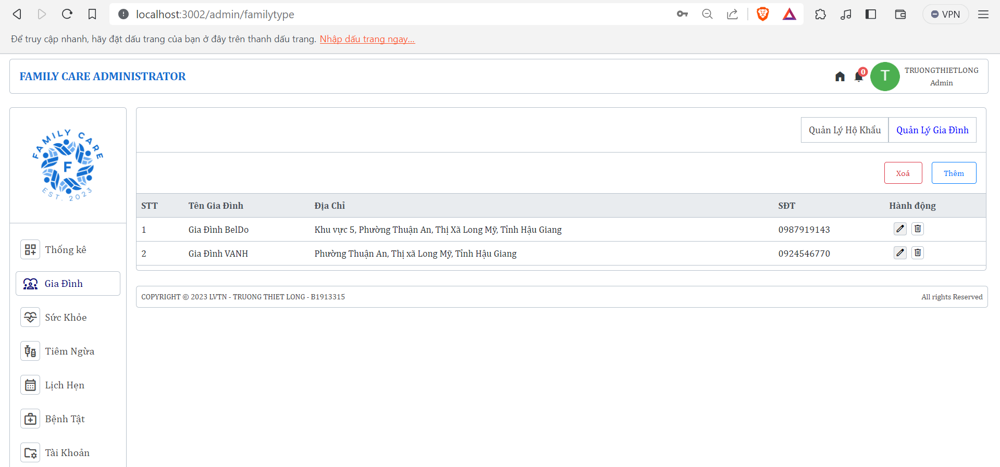 localhost:3002/admin/familytype
VPN
Để truy cập nhanh, hãy đặt dấu trang của bạn ở đây trên thanh dấu trang. Nhập dấu trang ngay...
FAMILY CARE ADMINISTRATOR
0
T
TRUONGTHIETLONG
Admin
FAMILY CARE
F
EST. 2023
Quản Lý Hộ Khẩu
Quản Lý Gia Đình
Xoá
Thêm
STT Tên Gia Đình Địa Chỉ SĐT Hành động
1 Gia Đình BelDo Khu vực 5, Phường Thuận An, Thị Xã Long Mỹ, Tỉnh Hậu Giang 0987919143
2 Gia Đình VANH Phường Thuận An, Thị xã Long Mỹ, Tỉnh Hậu Giang 0924546770
Thống kê
Gia Đình
Sức Khỏe
Tiêm Ngừa
Lịch Hẹn
Bệnh Tật
Tài Khoản
COPYRIGHT © 2023 LVTN - TRUONG THIET LONG - B1913315
All rights Reserved